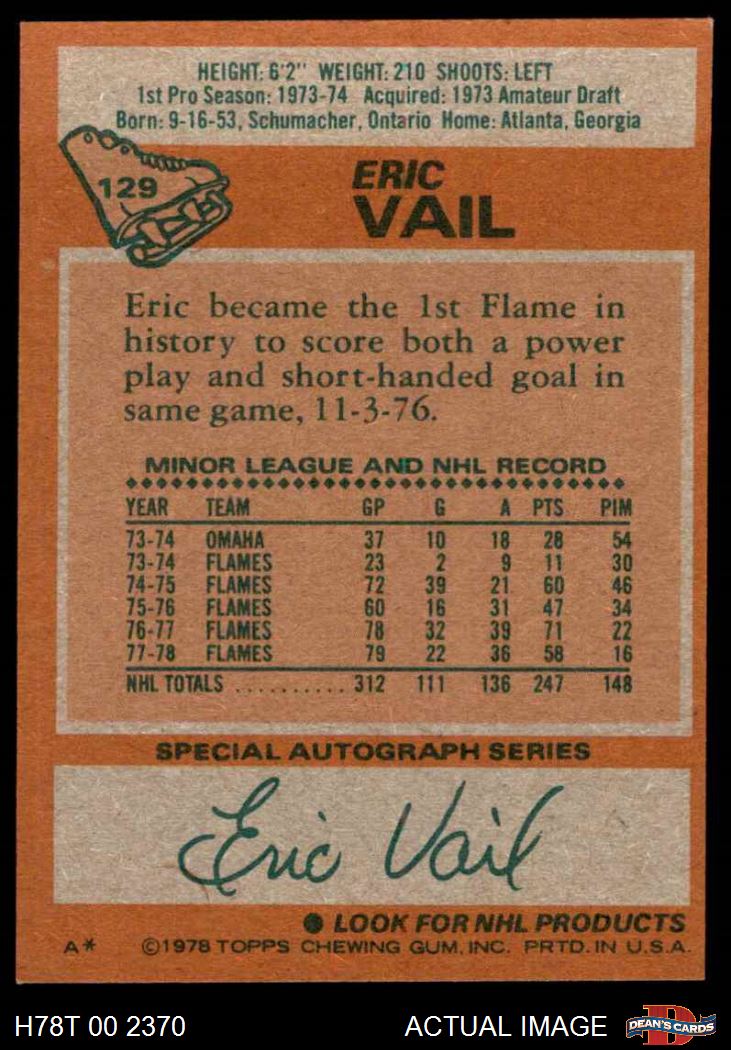 HEIGHT: 6'2" WEIGHT: 210 SHOOTS: LEFT
1st Pro Season: 1973-74 Acquired: 1973 Amateur Draft
Born: 9-16-53, Schumacher, Ontario Home: Atlanta, Georgia
129
ERIC
VAIL
Eric became the 1st Flame in
history to score both a power
play and short-handed goal in
same game, 11-3-76.
MINOR LEAGUE AND NHL RECORD
YEAR TEAM GP G A PTS PIM
73-74 OMAHA 37 10 18 28 54
73-74 FLAMES 23 2 9 11 30
74-75 FLAMES 72 39 21 60 46
75-76 FLAMES 60 16 31 47 34
76-77 FLAMES 78 32 39 71 22
77-78 FLAMES 79 22 36 58 16
NHL TOTALS .......... 312 111 136 247 148
SPECIAL AUTOGRAPH SERIES
Eric Vail
● LOOK FOR NHL PRODUCTS
A* ©1978 TOPPS CHEWING GUM, INC. PRTD. IN U.S.A.
H78T 00 2370 ACTUAL IMAGE D DEAN'S CARDS